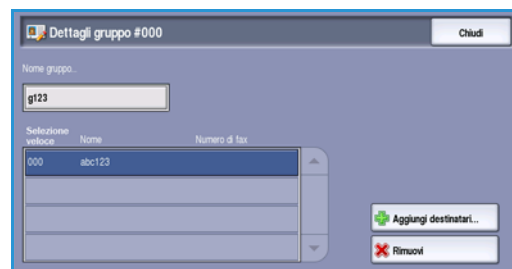 Dettagli gruppo #000
Chiudi
Nome gruppo..
g123
Selezione
veloce Nome Numero di fax
000 abc123
Aggiungi destinatari...
Rimuovi